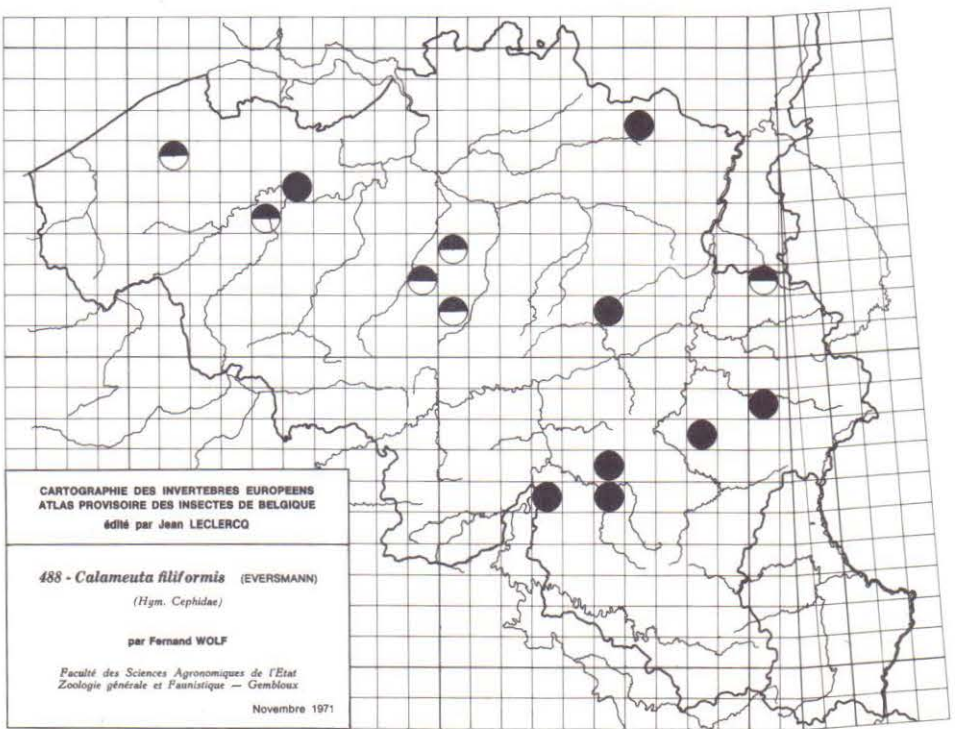 CARTOGRAPHIE DES INVERTEBRES EUROPEENS
ATLAS PROVISOIRE DES INSECTES DE BELGIQUE
édité par Jean LECLERCQ
488 - Calameuta filiformis (EVERSMANN)
(Hym. Cephidae)
par Fernand WOLF
Faculté des Sciences Agronomiques de l'Etat
Zoologie générale et Faunistique — Gembloux
Novembre 1971